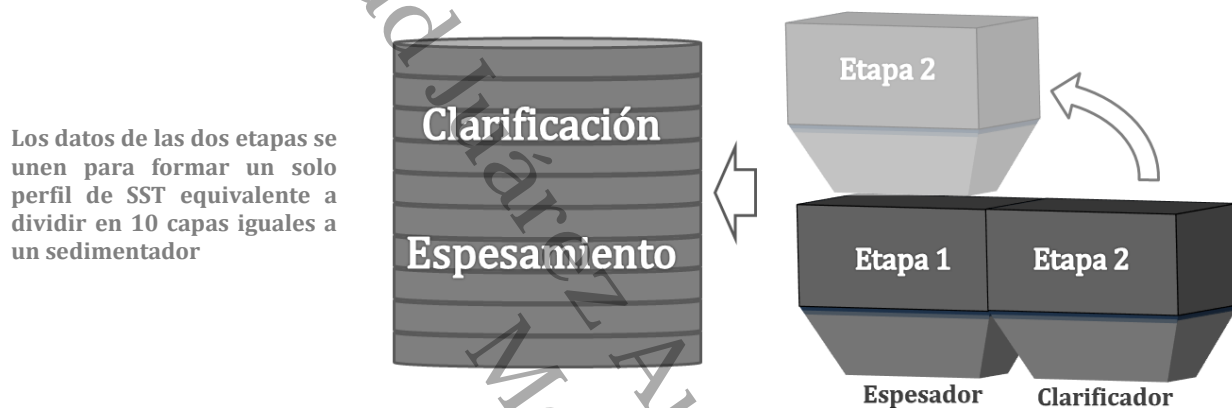 Los datos de las dos etapas se
unen para formar un solo
perfil de SST equivalente a
dividir en 10 capas iguales a
un sedimentador
Clarificación
Espesamiento
Etapa 2
Etapa 1
Etapa 2
Espesador
Clarificador
Juárez